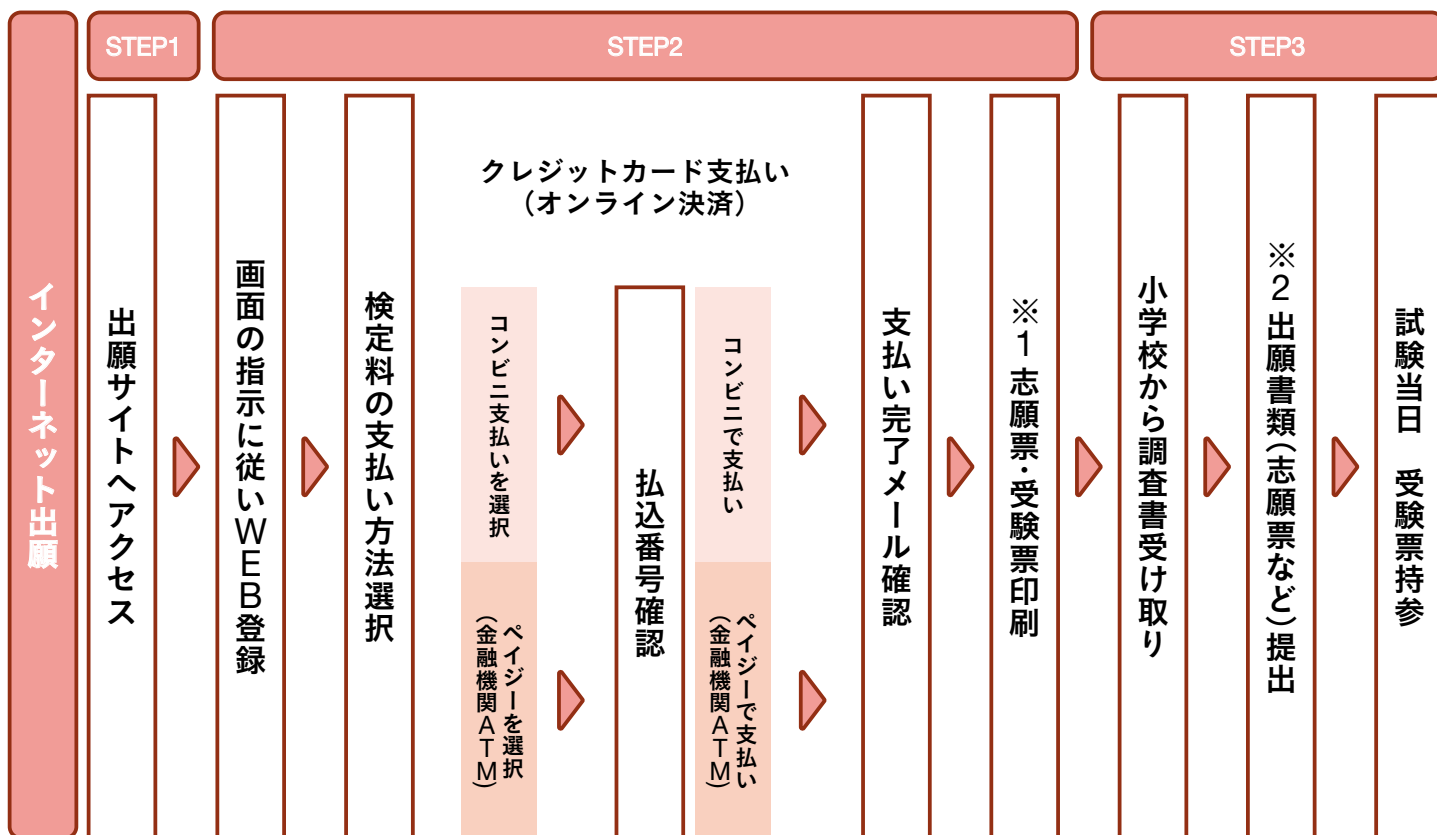 インターネット出願
STEP1
STEP2
STEP3
出願サイトへアクセス
画面の指示に従いWEB登録
検定料の支払い方法選択
クレジットカード支払い
（オンライン決済）
コンビニ支払いを選択
ペイジーを選択
（金融機関ATM）
払込番号確認
コンビニで支払い
ペイジーで支払い
（金融機関ATM）
支払い完了メール確認
※1志願票・受験票印刷
小学校から調査書受け取り
※2出願書類（志願票など）提出
試験当日　受験票持参